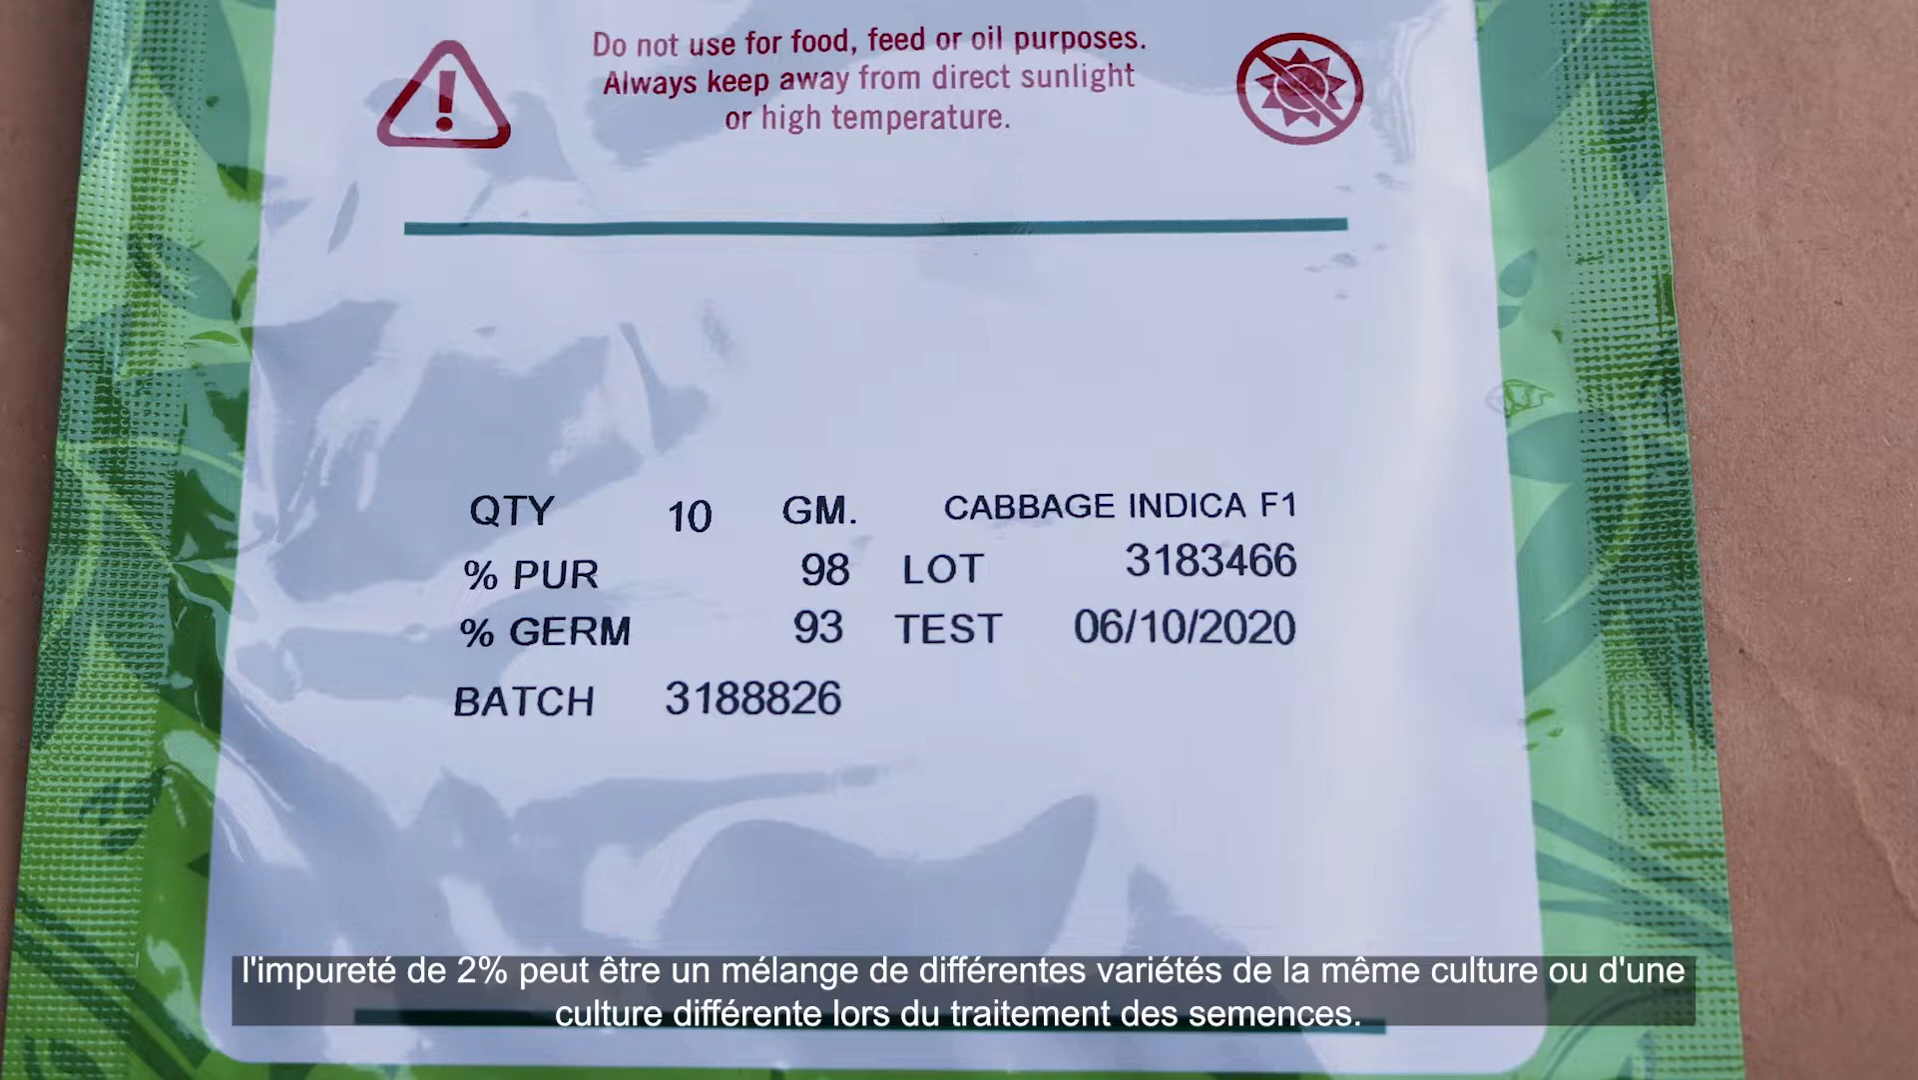 Do not use for food, feed or oil purposes.
Always keep away from direct sunlight
or high temperature.
QTY 10 GM. CABBAGE INDICA F1
% PUR 98 LOT 3183466
% GERM 93 TEST 06/10/2020
BATCH 3188826
l'impureté de 2% peut être un mélange de différentes variétés de la même culture ou d'une
culture différente lors du traitement des semences.